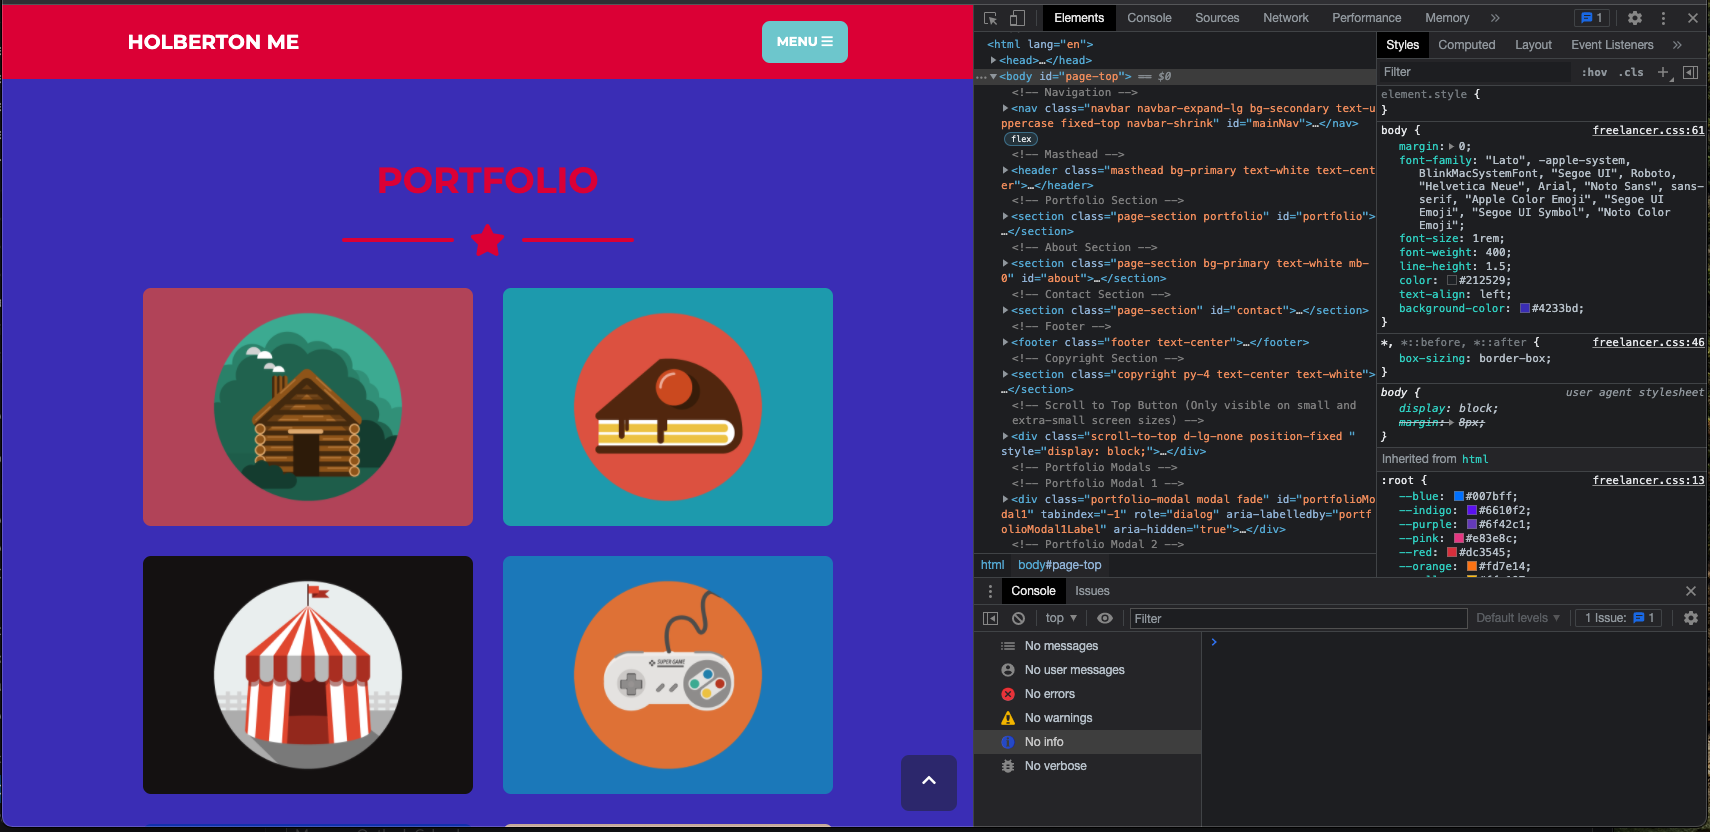 HOLBERTON ME
MENU
PORTFOLIO
SUPER GAME
Elements
Console
Sources
Network
Performance
Memory
»
1
<html lang="en">
<head>…</head>
<body id="page-top"> == $0
<!-- Navigation -->
<nav class="navbar navbar-expand-lg bg-secondary text-u
ppercase fixed-top navbar-shrink" id="mainNav">…</nav>
flex
<!-- Masthead -->
<header class="masthead bg-primary text-white text-cent
er">…</header>
<!-- Portfolio Section -->
<section class="page-section portfolio" id="portfolio">
…</section>
<!-- About Section -->
<section class="page-section bg-primary text-white mb-
0" id="about">…</section>
<!-- Contact Section -->
<section class="page-section" id="contact">…</section>
<!-- Footer -->
<footer class="footer text-center">…</footer>
<!-- Copyright Section -->
<section class="copyright py-4 text-center text-white">
…</section>
<!-- Scroll to Top Button (Only visible on small and
extra-small screen sizes) -->
<div class="scroll-to-top d-lg-none position-fixed "
style="display: block;">…</div>
<!-- Portfolio Modals -->
<!-- Portfolio Modal 1 -->
<div class="portfolio-modal modal fade" id="portfolioMo
dal1" tabindex="-1" role="dialog" aria-labelledby="portf
olioModal1Label" aria-hidden="true">…</div>
<!-- Portfolio Modal 2 -->
html body#page-top
Styles
Computed
Layout
Event Listeners
»
Filter
:hov .cls +
element.style {
}
body { freelancer.css:61
margin: 0;
font-family: "Lato", -apple-system,
BlinkMacSystemFont, "Segoe UI", Roboto,
"Helvetica Neue", Arial, "Noto Sans", sans-
serif, "Apple Color Emoji", "Segoe UI
Emoji", "Segoe UI Symbol", "Noto Color
Emoji";
font-size: 1rem;
font-weight: 400;
line-height: 1.5;
color: #212529;
text-align: left;
background-color: #4233bd;
}
*, *::before, *::after { freelancer.css:46
box-sizing: border-box;
}
body { user agent stylesheet
display: block;
margin: 8px;
}
Inherited from html
:root { freelancer.css:13
--blue: #007bff;
--indigo: #6610f2;
--purple: #6f42c1;
--pink: #e83e8c;
--red: #dc3545;
--orange: #fd7e14;
Console
Issues
top
Filter
Default levels
1 Issue: 1
No messages
No user messages
No errors
No warnings
No info
No verbose